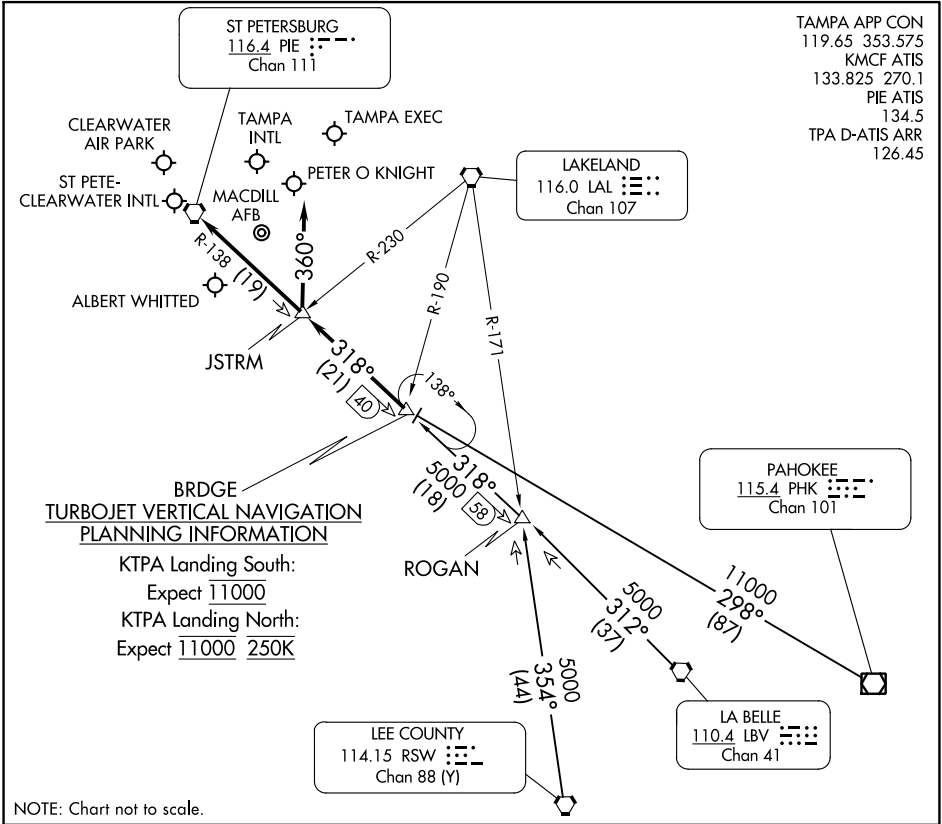 ST PETERSBURG
116.4 PIE
Chan 111
TAMPA APP CON
119.65 353.575
KMCF ATIS
133.825 270.1
PIE ATIS
134.5
TPA D-ATIS ARR
126.45
CLEARWATER
AIR PARK
TAMPA
INTL
TAMPA EXEC
ST PETE-
CLEARWATER INTL
MACDILL
AFB
PETER O KNIGHT
LAKELAND
116.0 LAL
Chan 107
ALBERT WHITTED
R-138
(19)
360°
R-230
R-190
R-171
JSTRM
318°
(21)
40
138°
BRDGE
318°
5000
(18)
58
ROGAN
TURBOJET VERTICAL NAVIGATION
PLANNING INFORMATION
KTPA Landing South:
Expect 11000
KTPA Landing North:
Expect 11000 250K
PAHOKEE
115.4 PHK
Chan 101
11000
298°
(87)
5000
312°
(37)
5000
354°
(44)
LA BELLE
110.4 LBV
Chan 41
LEE COUNTY
114.15 RSW
Chan 88 (Y)
NOTE: Chart not to scale.